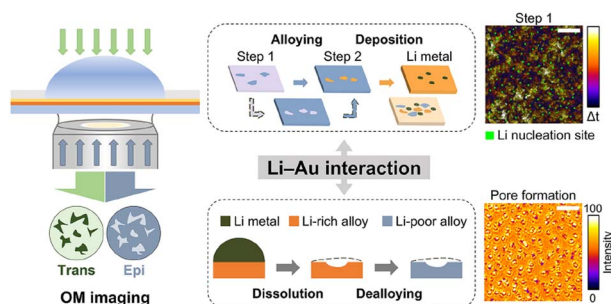 Alloying Deposition
Step 1 Step 2 Li metal
Step 1
Δt
Li nucleation site
Li–Au interaction
Trans Epi
OM imaging
Li metal Li-rich alloy Li-poor alloy
Dissolution Dealloying
Pore formation
100
Intensity
0